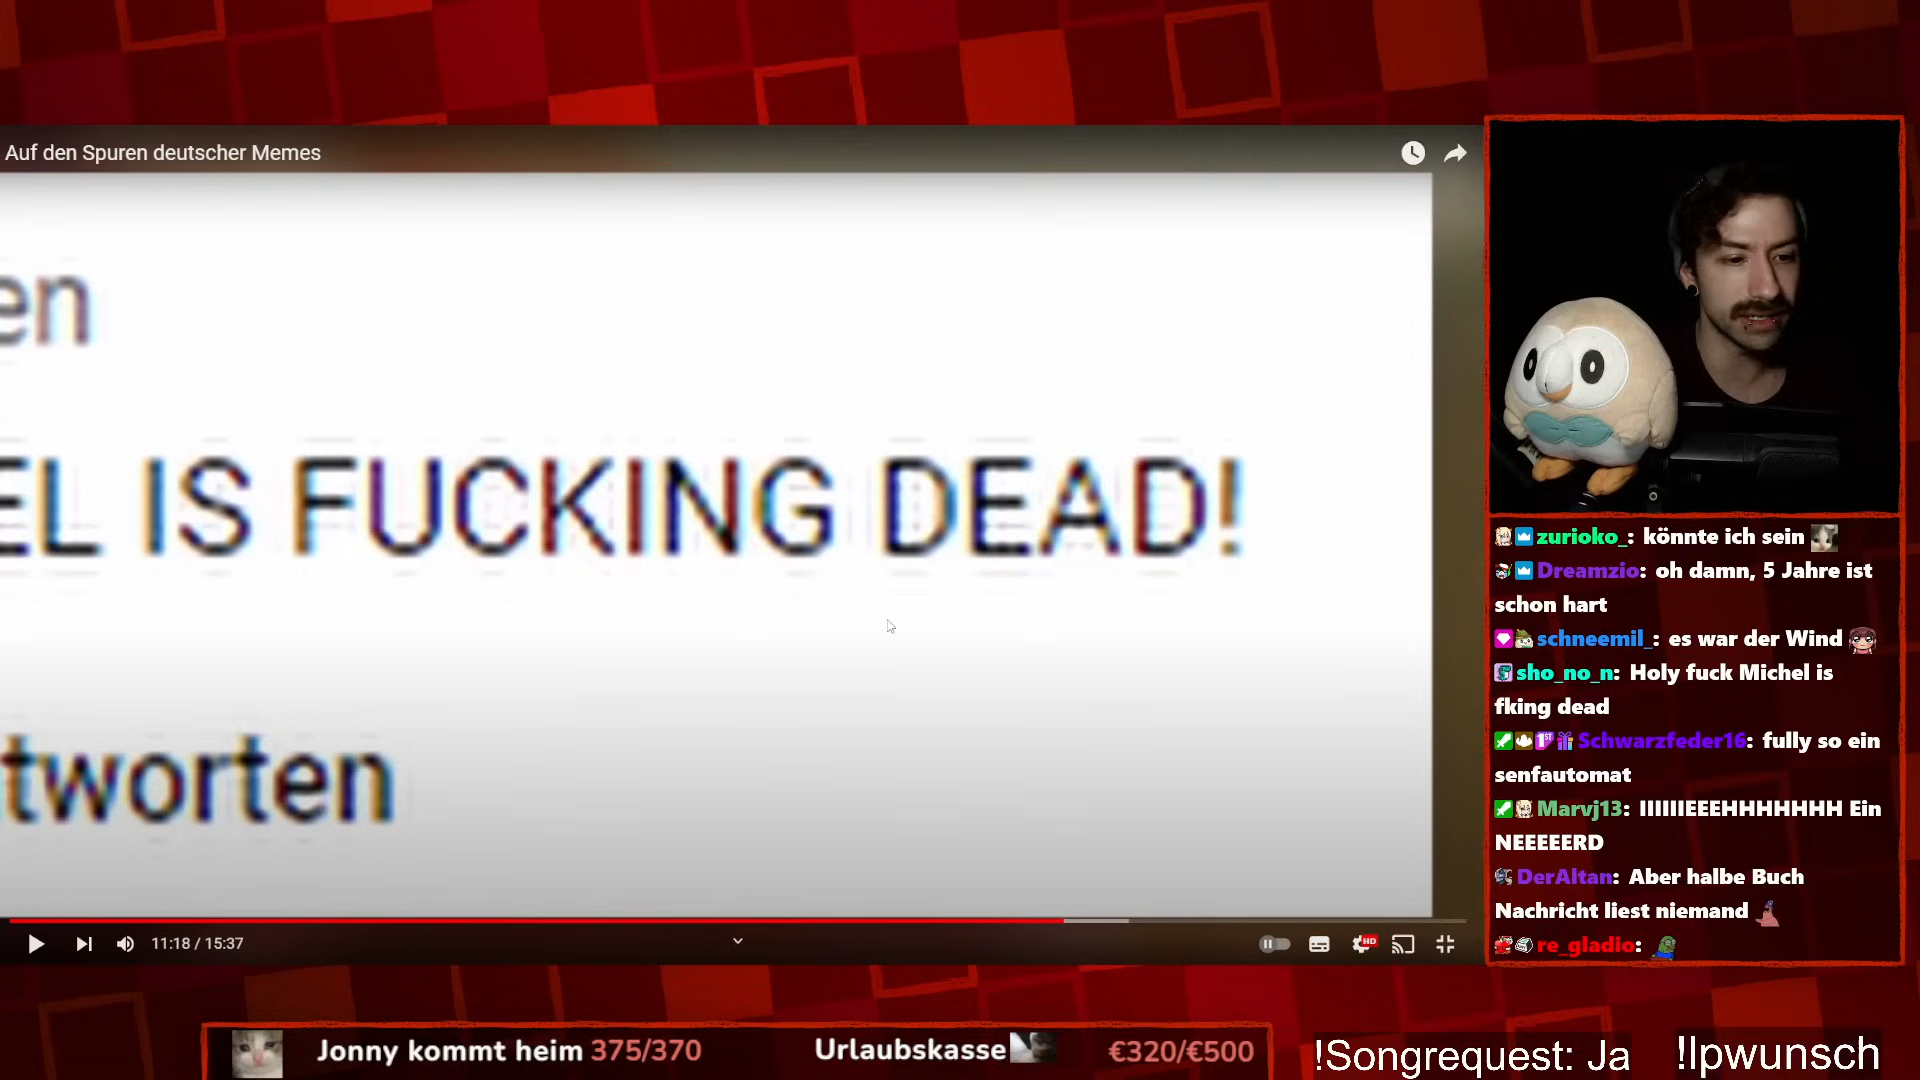 Auf den Spuren deutscher Memes
en
EL IS FUCKING DEAD!
tworten
11:18 / 15:37
HD
zurioko_: könnte ich sein
Dreamzio: oh damn, 5 Jahre ist
schon hart
schneemil_: es war der Wind
sho_no_n: Holy fuck Michel is
fking dead
1ST
Schwarzfeder16: fully so ein
senfautomat
Marvj13: IIIIIIEEEHHHHHHH Ein
NEEEEERD
DerAltan: Aber halbe Buch
Nachricht liest niemand
re_gladio:
Jonny kommt heim 375/370
Urlaubskasse €320/€500
!Songrequest: Ja
!lpwunsch